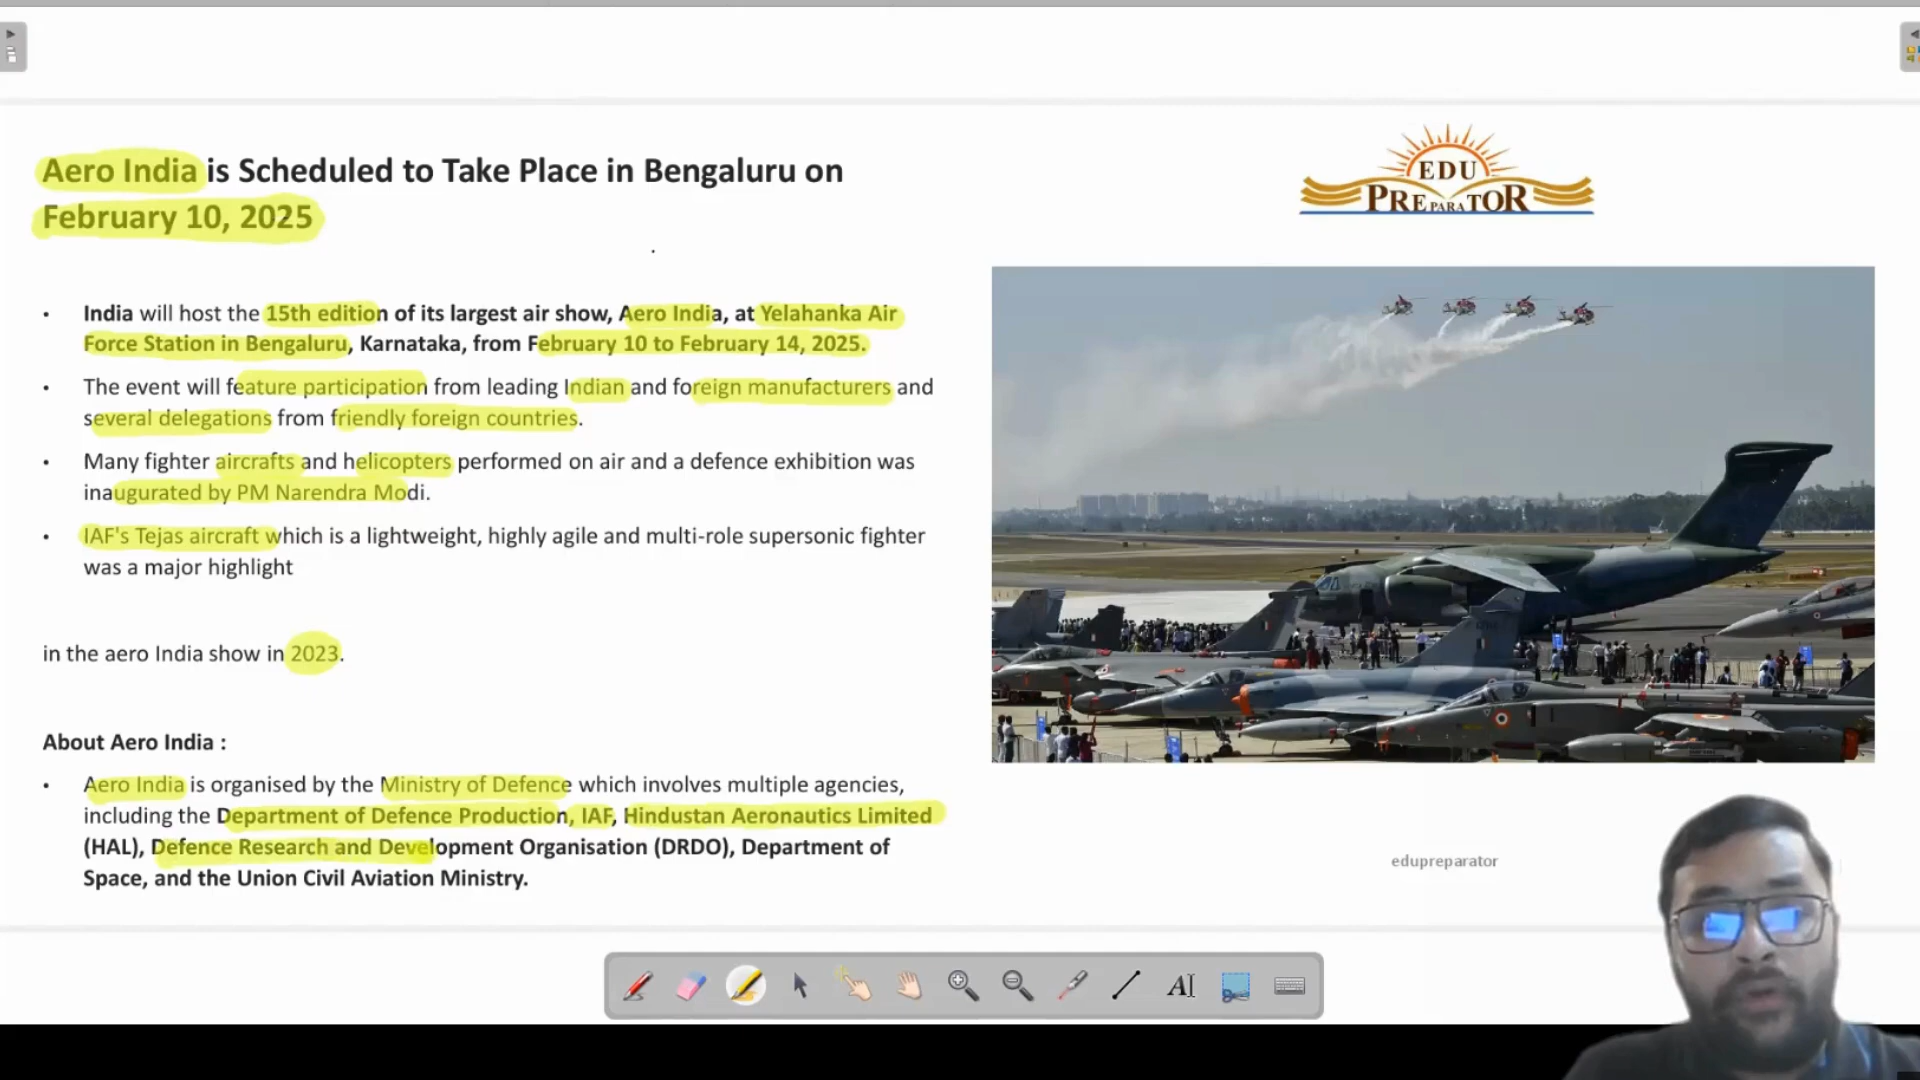 Aero India is Scheduled to Take Place in Bengaluru on
February 10, 2025
EDU
PREPARATOR
• India will host the 15th edition of its largest air show, Aero India, at Yelahanka Air
Force Station in Bengaluru, Karnataka, from February 10 to February 14, 2025.
• The event will feature participation from leading Indian and foreign manufacturers and
several delegations from friendly foreign countries.
• Many fighter aircrafts and helicopters performed on air and a defence exhibition was
inaugurated by PM Narendra Modi.
• IAF's Tejas aircraft which is a lightweight, highly agile and multi-role supersonic fighter
was a major highlight
in the aero India show in 2023.
About Aero India :
• Aero India is organised by the Ministry of Defence which involves multiple agencies,
including the Department of Defence Production, IAF, Hindustan Aeronautics Limited
(HAL), Defence Research and Development Organisation (DRDO), Department of
Space, and the Union Civil Aviation Ministry.
edupreparator
AI